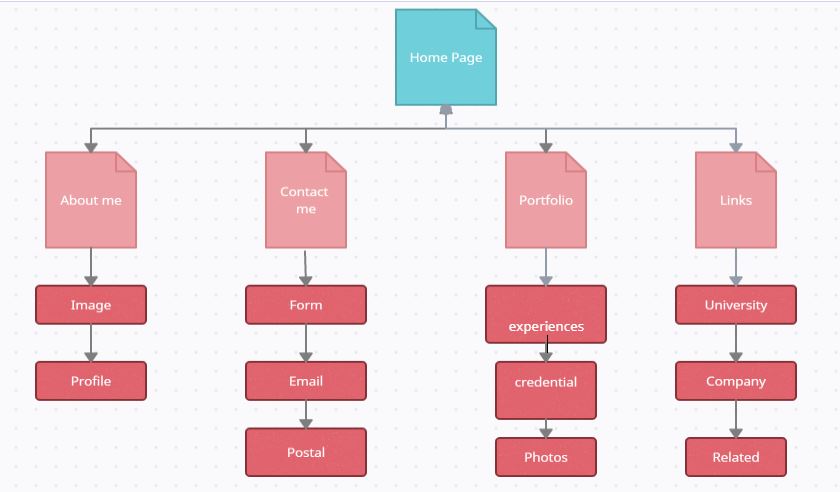 Home Page
About me
Contact
me
Portfolio
Links
Image
Form
experiences
University
Profile
Email
credential
Company
Postal
Photos
Related